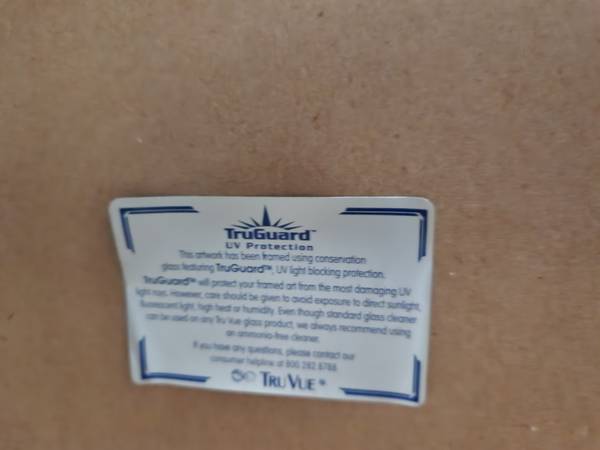 TruGuard™
UV Protection
This artwork has been framed using conservation
glass featuring TruGuard™, UV light blocking protection.
TruGuard™ will protect your framed art from the most damaging UV
light rays. However, care should be given to avoid exposure to direct sunlight,
fluorescent light, high heat or humidity. Even though standard glass cleaner
can be used on any Tru Vue glass product, we always recommend using
an ammonia-free cleaner.
If you have any questions, please contact our
consumer helpline at 800.282.8788
TRU VUE ®